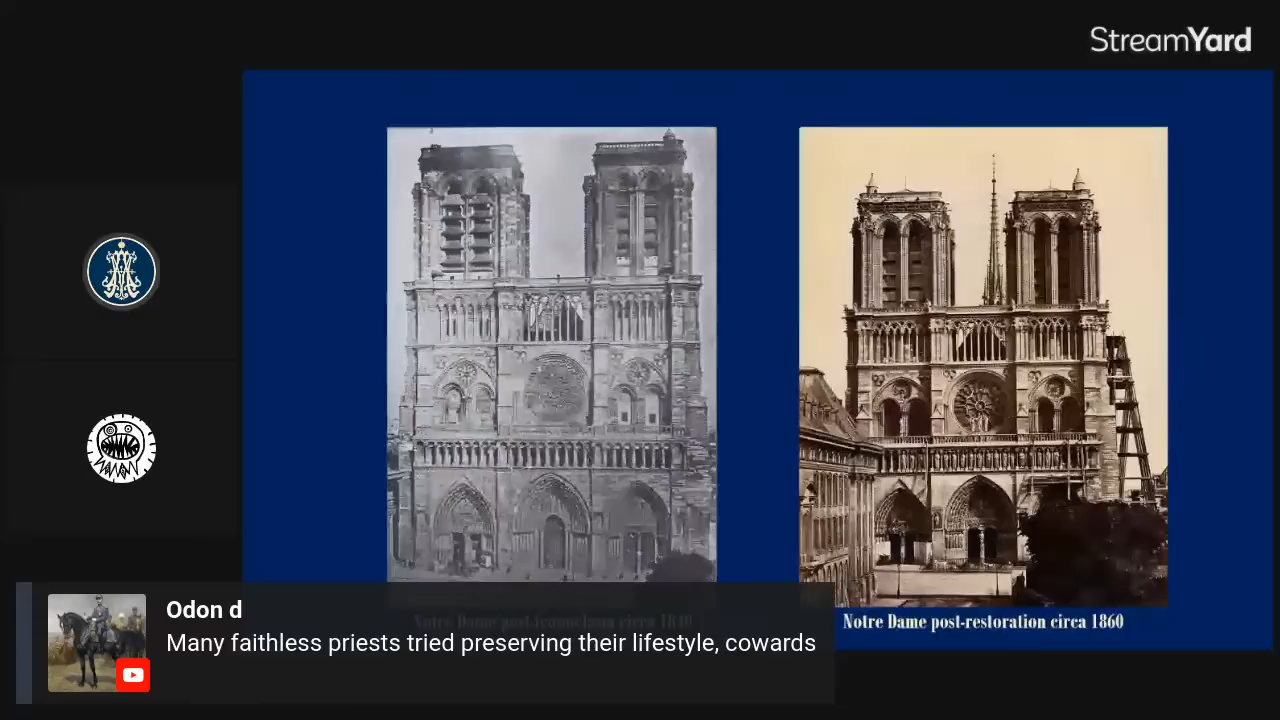 StreamYard
Notre Dame post-restoration circa 1860
Odon d
Many faithless priests tried preserving their lifestyle, cowards